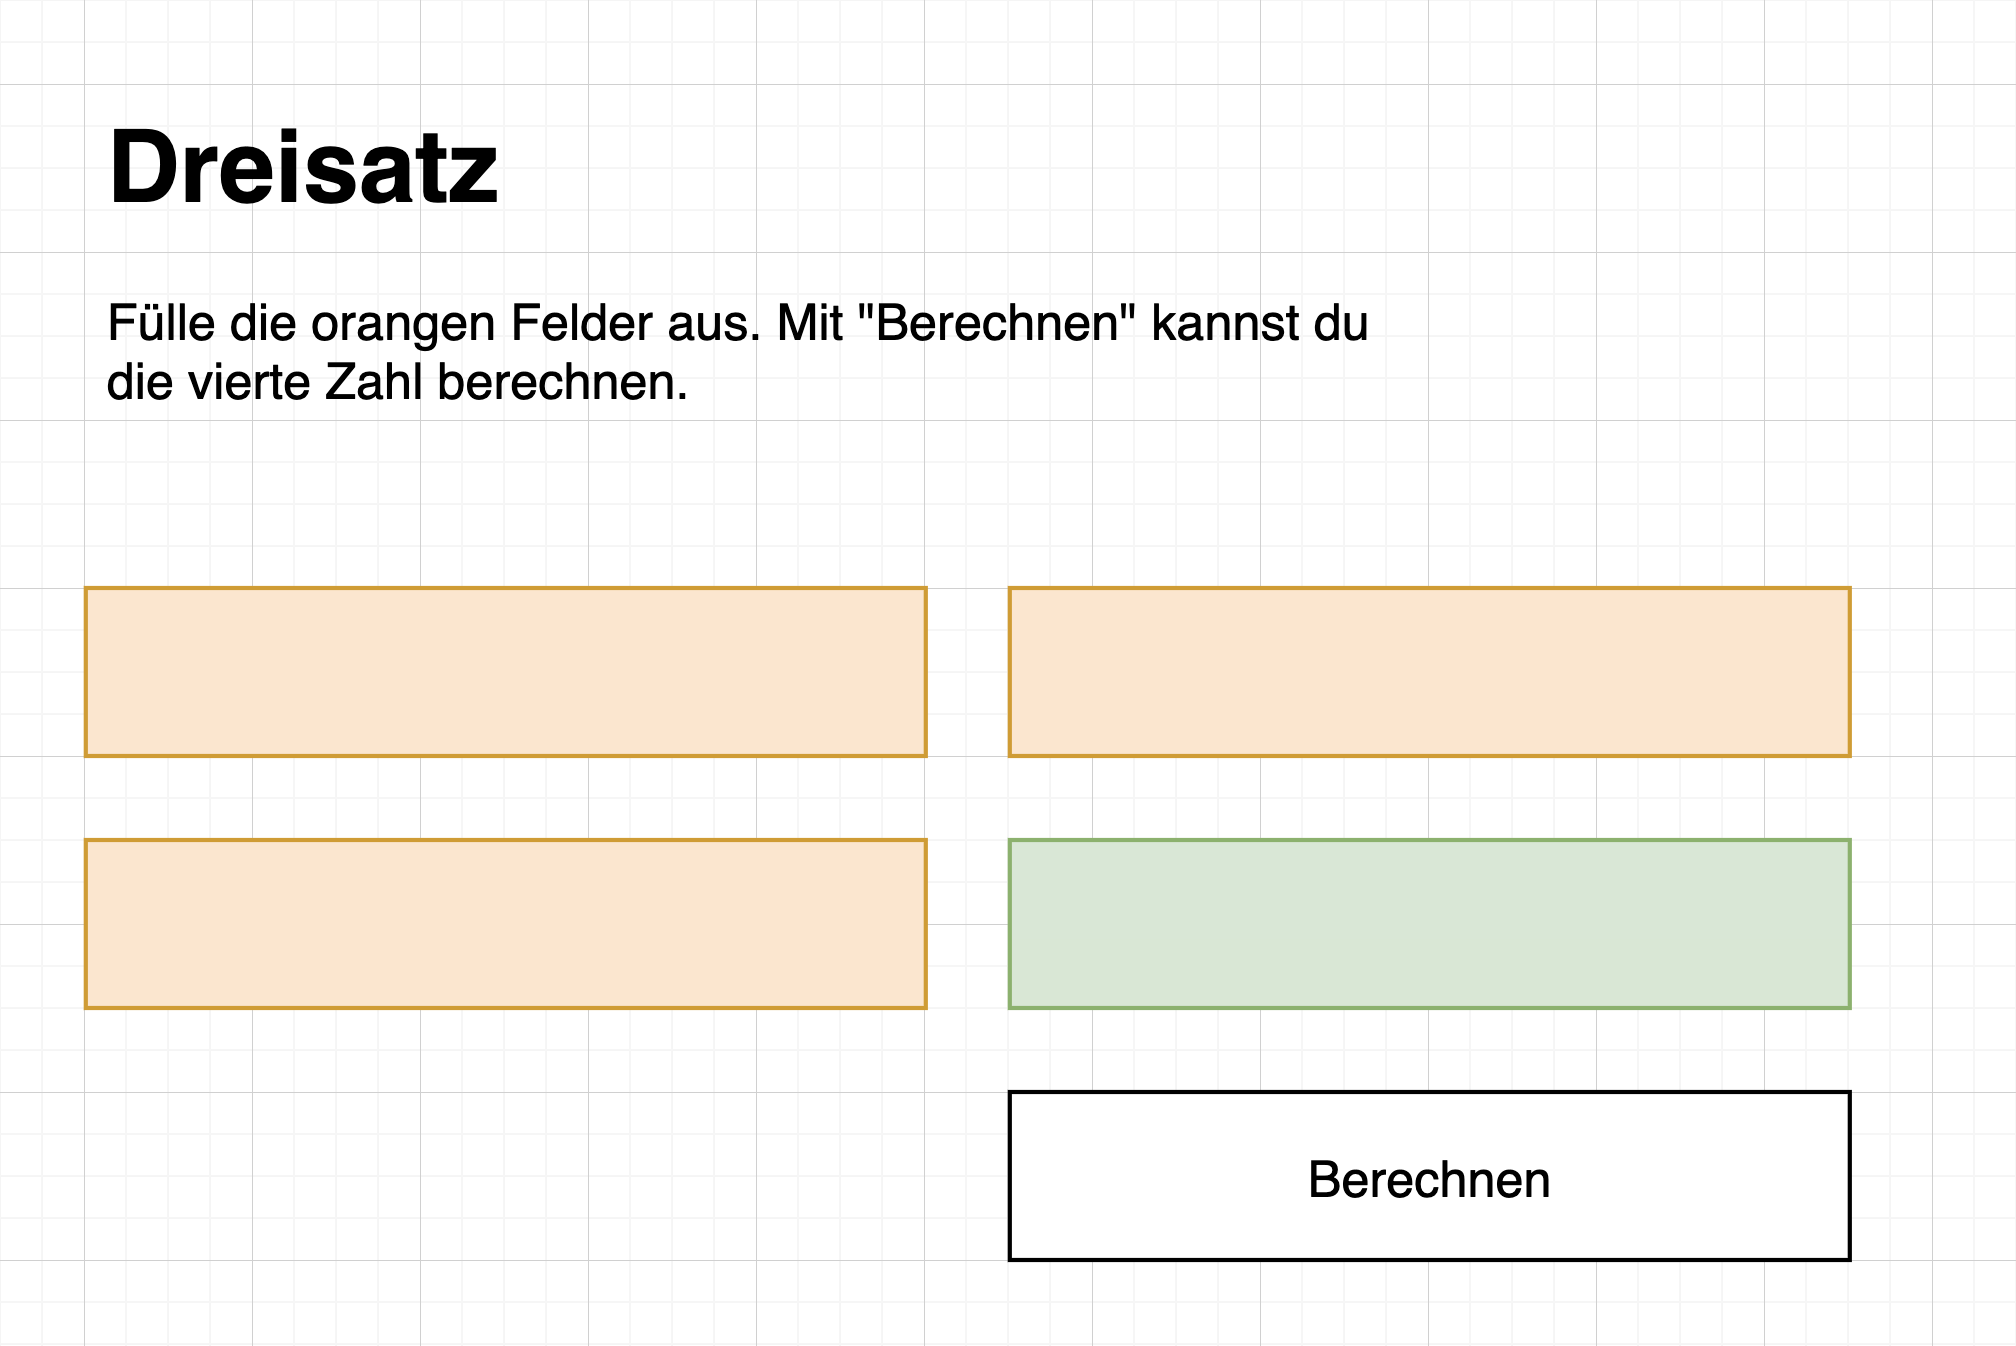 Dreisatz
Fülle die orangen Felder aus. Mit "Berechnen" kannst du
die vierte Zahl berechnen.
Berechnen